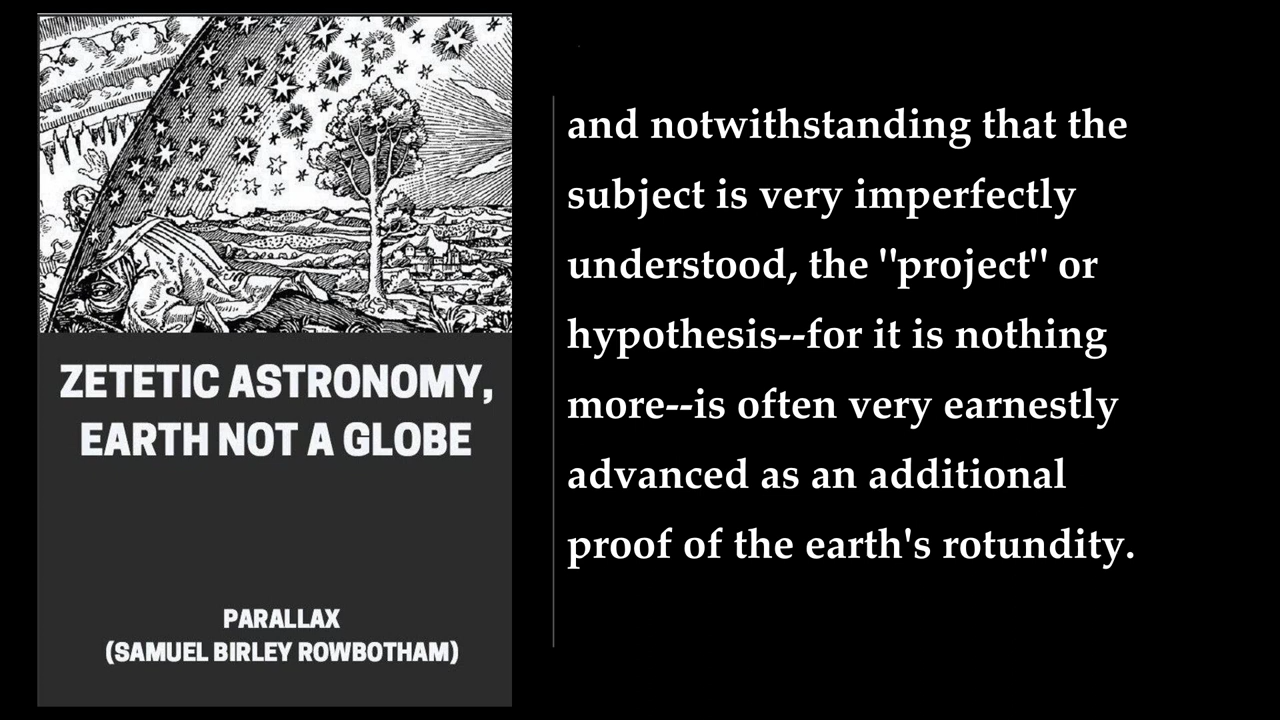 ZETETIC ASTRONOMY,
EARTH NOT A GLOBE
PARALLAX
(SAMUEL BIRLEY ROWBOTHAM)
and notwithstanding that the
subject is very imperfectly
understood, the "project" or
hypothesis--for it is nothing
more--is often very earnestly
advanced as an additional
proof of the earth's rotundity.